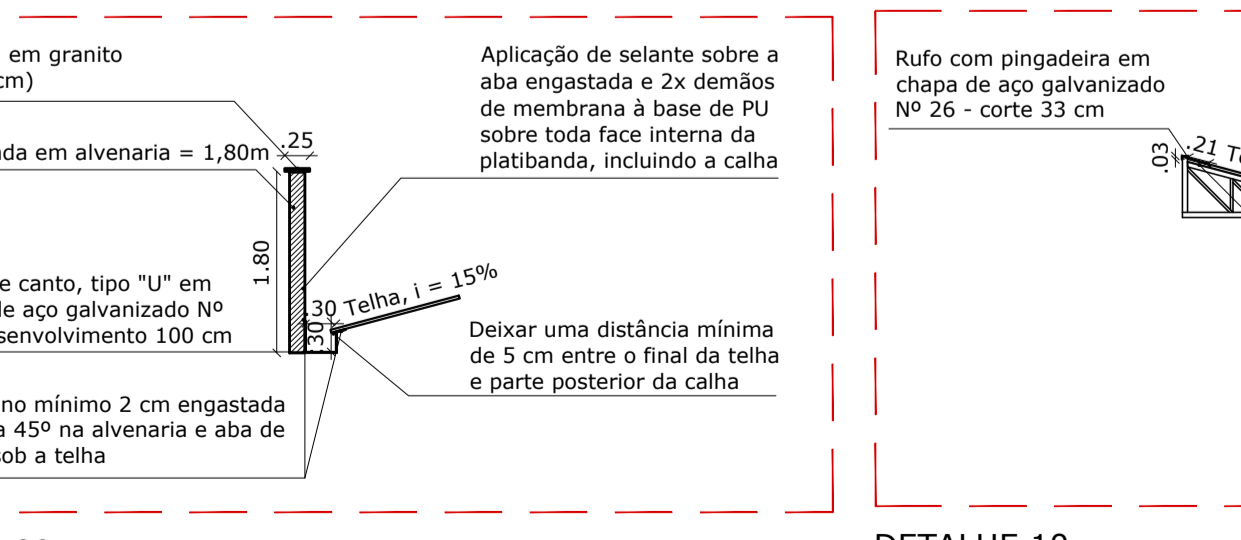 em granito
cm)
ada em alvenaria = 1,80m
.25
1.80
e canto, tipo "U" em
de aço galvanizado Nº
senvolvimento 100 cm
no mínimo 2 cm engastada
a 45º na alvenaria e aba de
sob a telha
Aplicação de selante sobre a
aba engastada e 2x demãos
de membrana à base de PU
sobre toda face interna da
platibanda, incluindo a calha
.30 Telha, i = 15%
.30
Deixar uma distância mínima
de 5 cm entre o final da telha
e parte posterior da calha
Rufo com pingadeira em
chapa de aço galvanizado
Nº 26 - corte 33 cm
.03
.21 Te
DETALHE 10